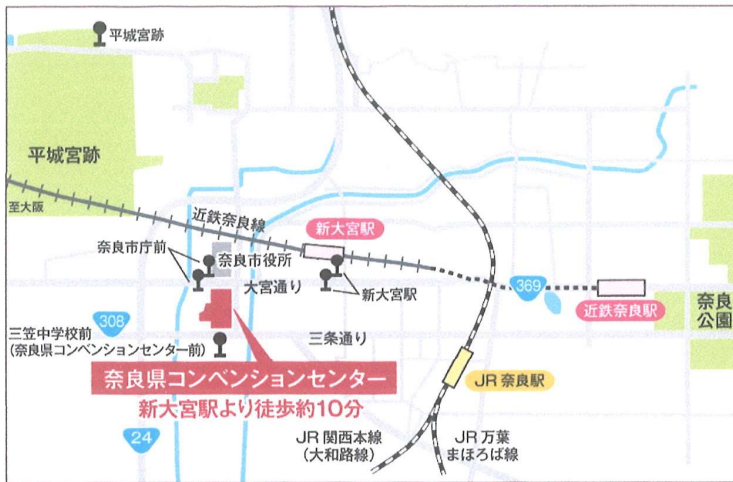 平城宮跡
平城宮跡
至大阪
近鉄奈良線
新大宮駅
奈良市庁前
奈良市役所
大宮通り
新大宮駅
369
近鉄奈良駅
奈良
公園
308
三笠中学校前
(奈良県コンベンションセンター前)
三条通り
奈良県コンベンションセンター
新大宮駅より徒歩約10分
JR 奈良駅
24
JR 関西本線
(大和路線)
JR 万葉
まほろば線